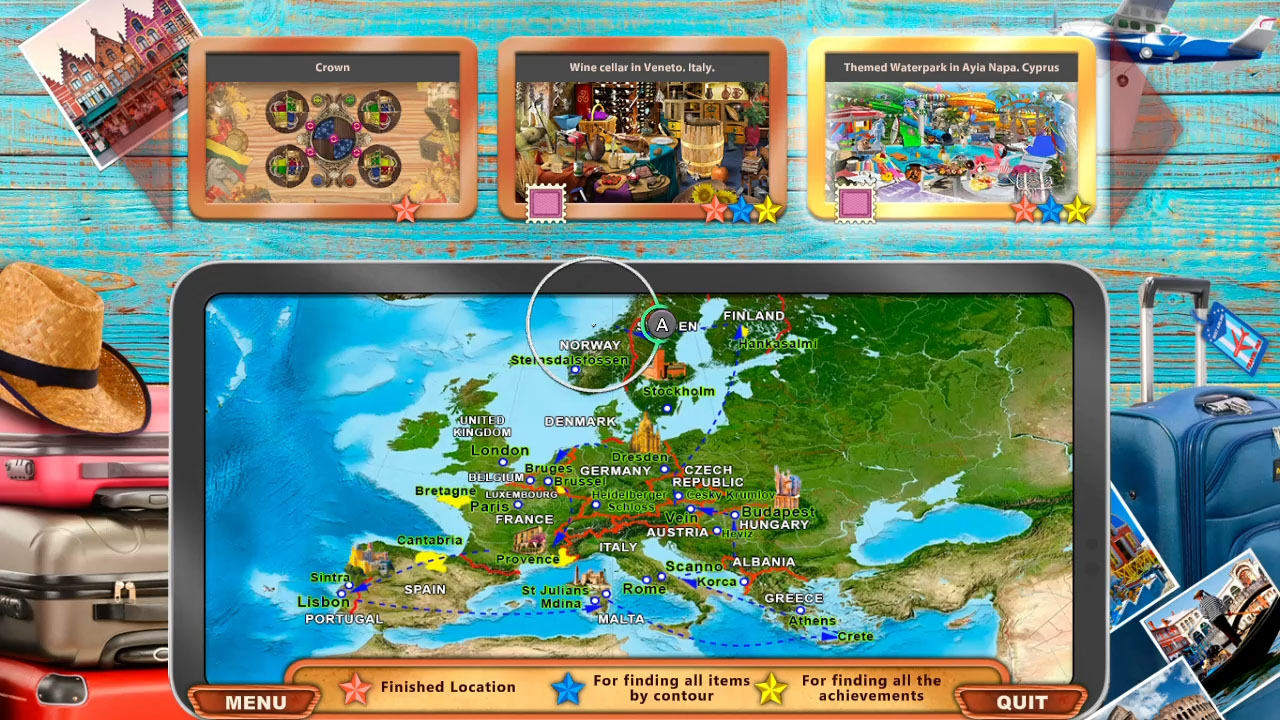 Crown
Wine cellar in Veneto. Italy.
Themed Waterpark in Ayia Napa. Cyprus
A
EN
FINLAND
NORWAY
Hankasalmi
Steinsdalsfossen
Stockholm
UNITED
KINGDOM
DENMARK
London
Dresden
Bruges
GERMANY
CZECH
REPUBLIC
BELGIUM
Brussel
Bretagne
LUXEMBOURG
Heidelberger
Schloss
Cesky Krumlov
Paris
FRANCE
Vein
Budapest
HUNGARY
AUSTRIA
Heviz
Cantabria
ITALY
Provence
Scanno
ALBANIA
Sintra
SPAIN
St Julians
Rome
Korca
Lisbon
Mdina
GREECE
PORTUGAL
MALTA
Athens
Crete
Finished Location
For finding all items
by contour
For finding all the
achievements
MENU
QUIT